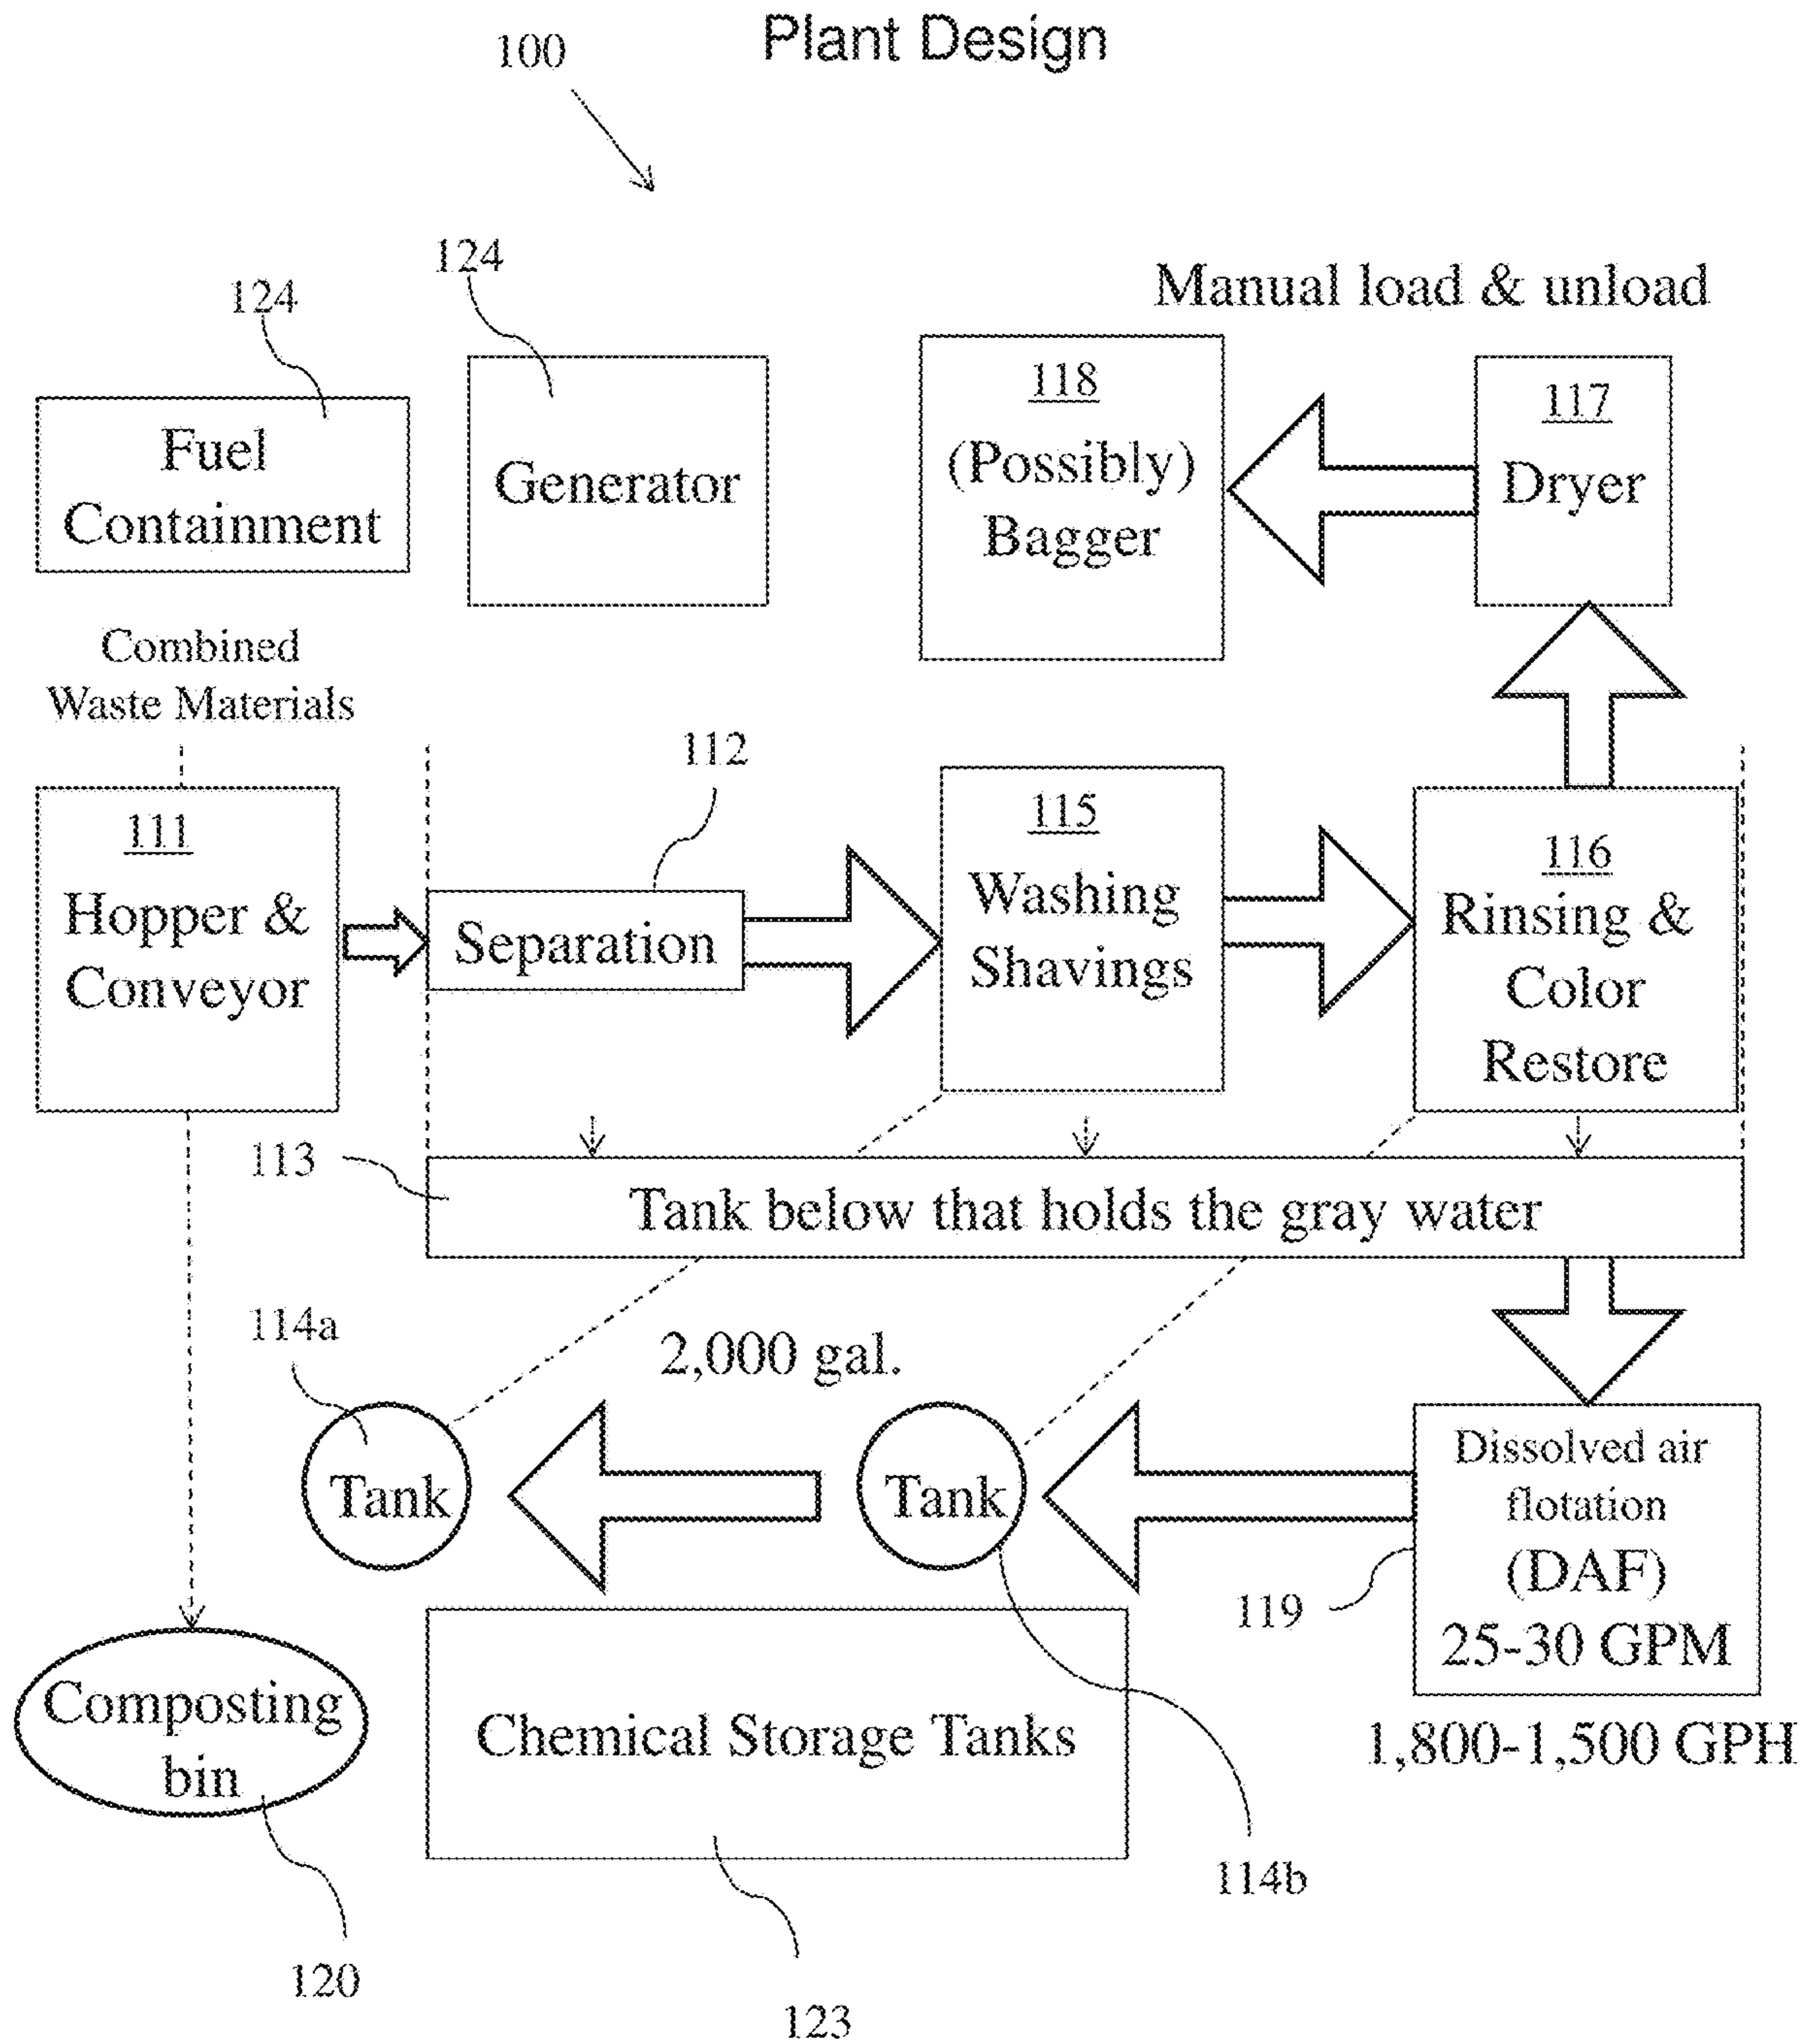 Plant Design
100
124
124
Manual load & unload
Fuel
Containment
Generator
118
(Possibly)
Bagger
117
Dryer
Combined
Waste Materials
112
111
Hopper &
Conveyor
Separation
115
Washing
Shavings
116
Rinsing &
Color
Restore
113
Tank below that holds the gray water
114a
2,000 gal.
Tank
Tank
Dissolved air
flotation
(DAF)
25-30 GPM
119
1,800-1,500 GPH
Composting
bin
Chemical Storage Tanks
114b
120
123